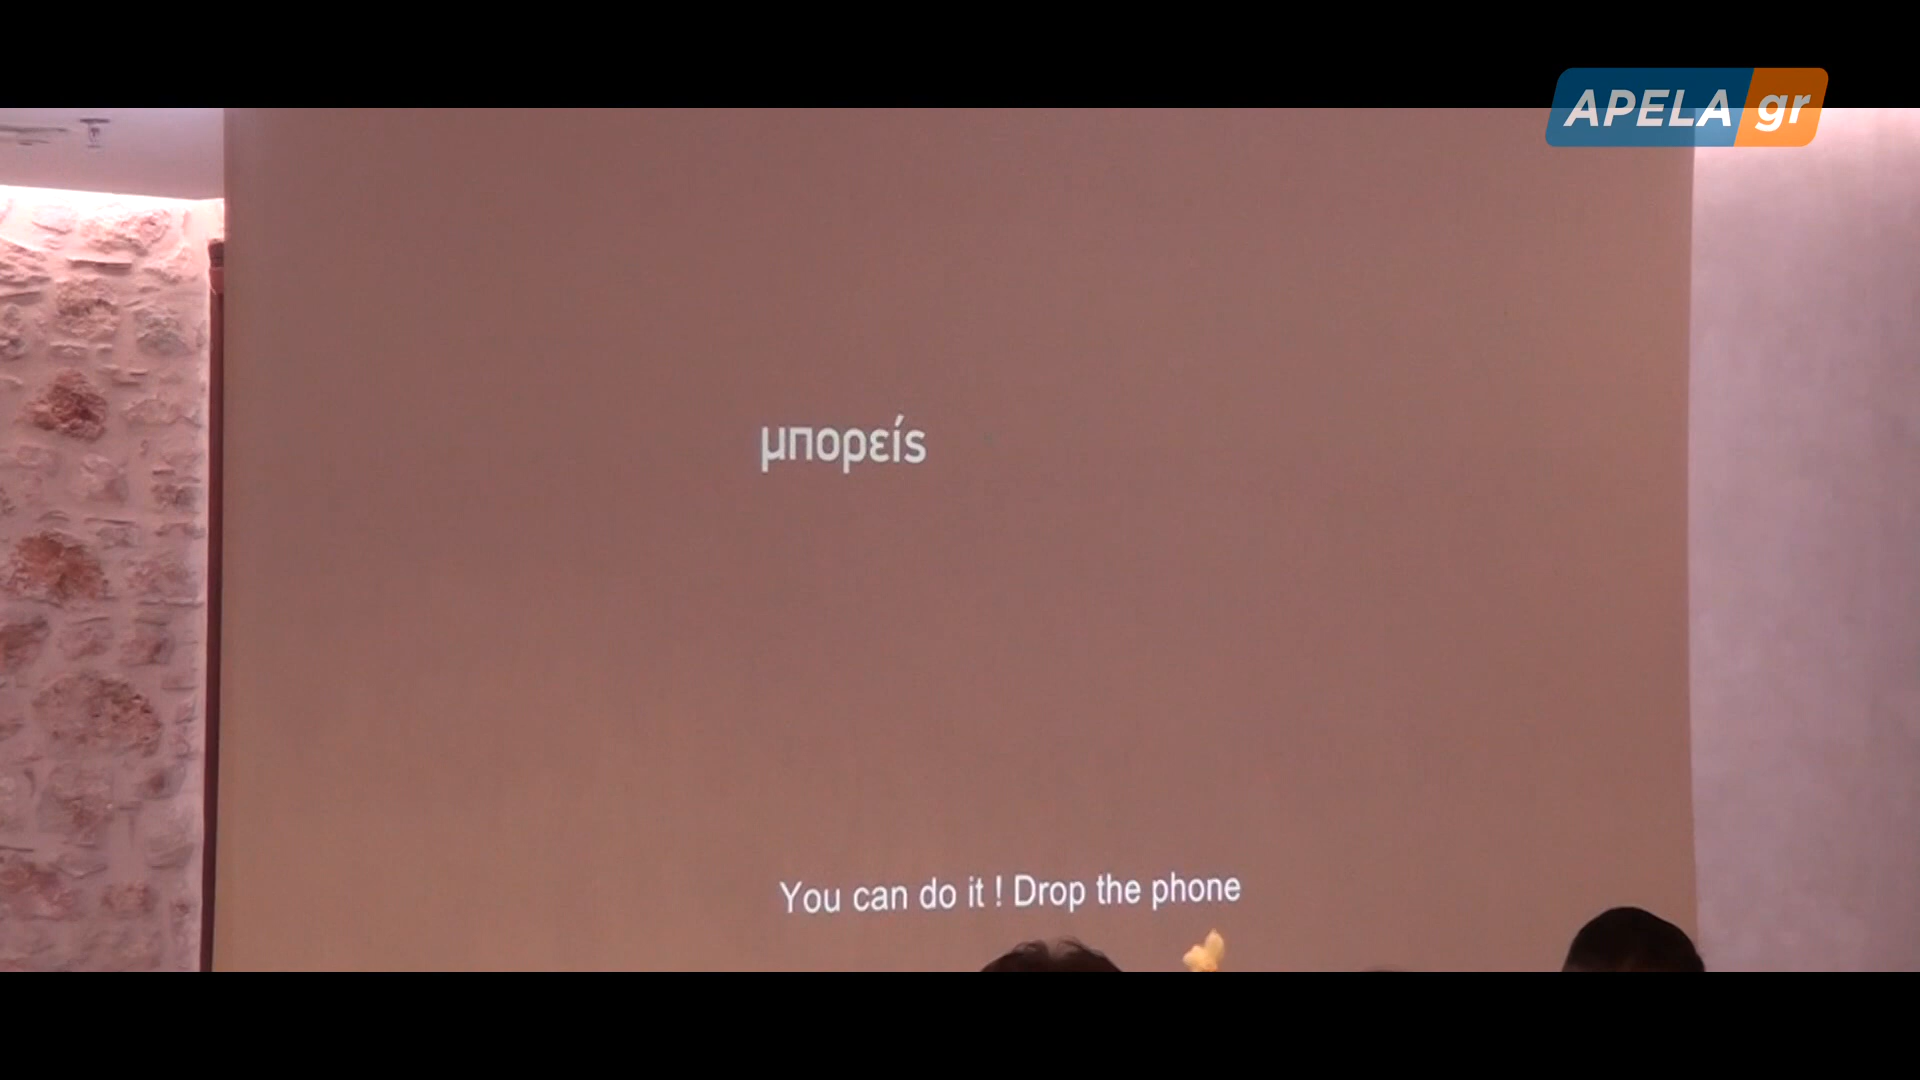 APELA gr
μπορείς
You can do it ! Drop the phone